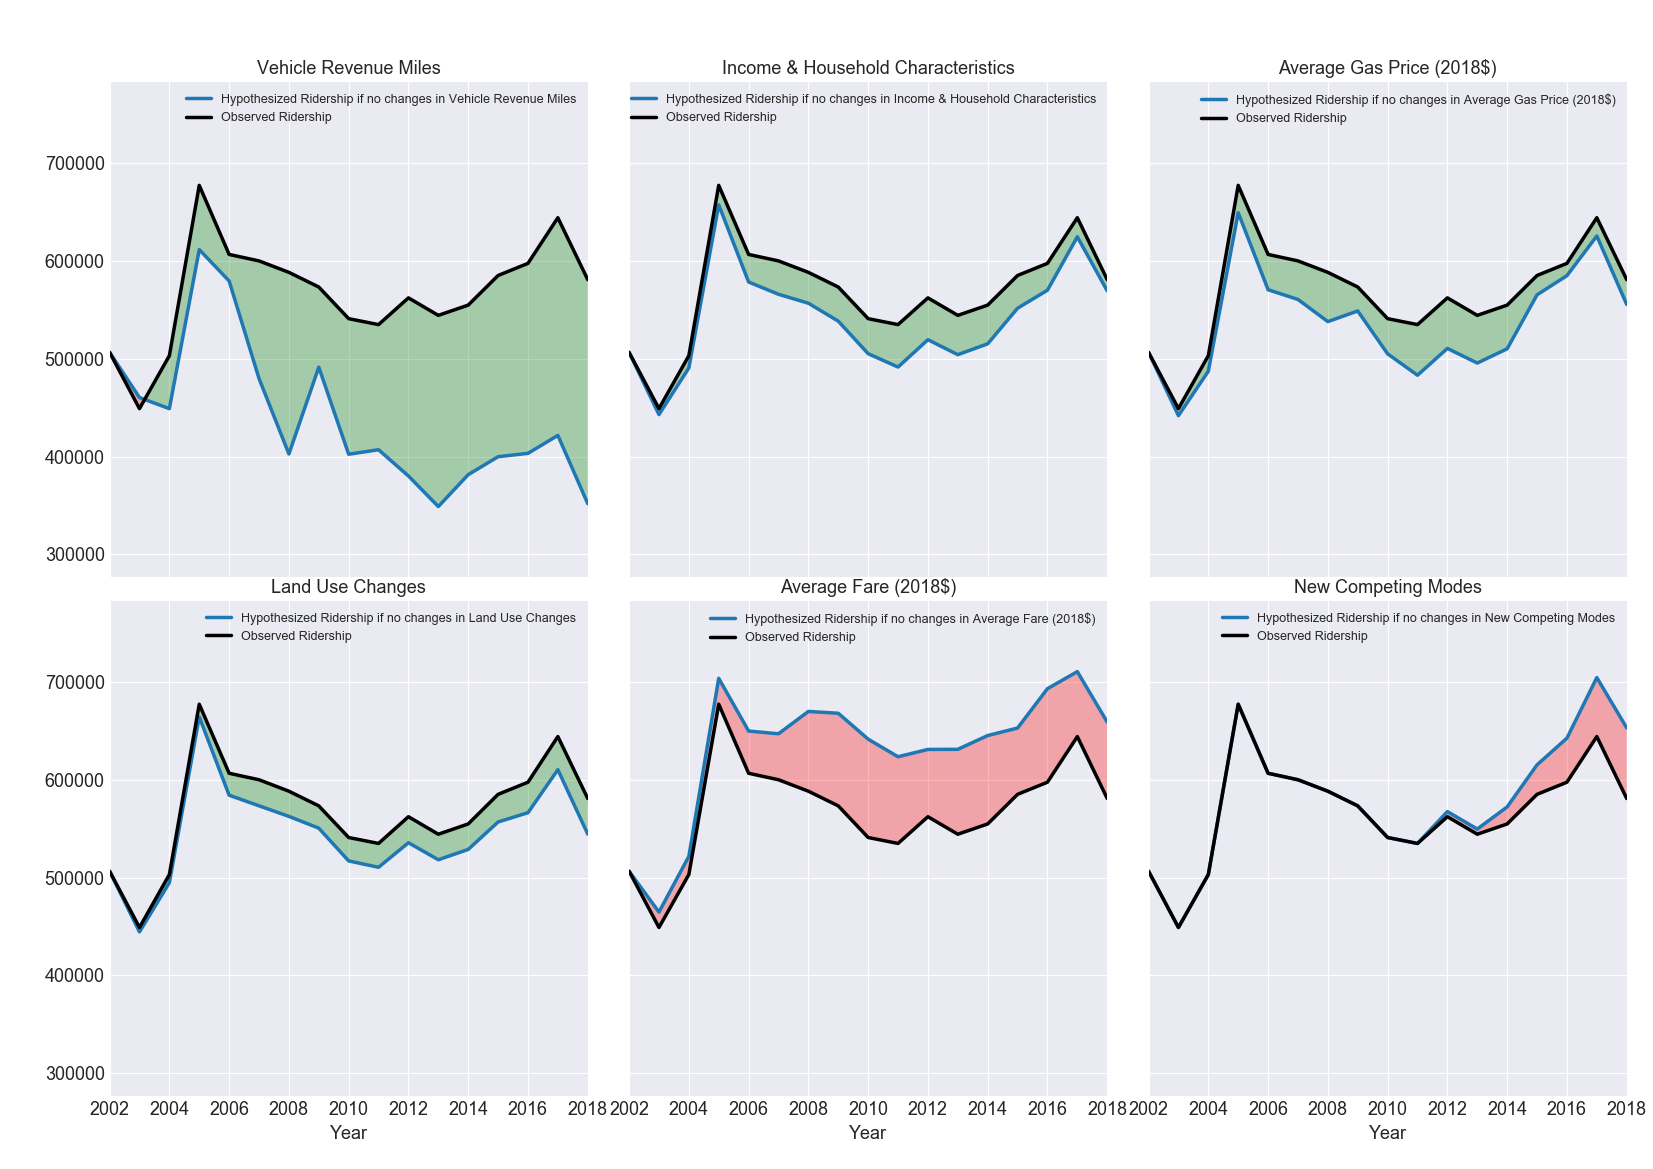 Vehicle Revenue Miles
Hypothesized Ridership if no changes in Vehicle Revenue Miles
Observed Ridership
700000
600000
500000
400000
300000
Income & Household Characteristics
Hypothesized Ridership if no changes in Income & Household Characteristics
Observed Ridership
Average Gas Price (2018$)
Hypothesized Ridership if no changes in Average Gas Price (2018$)
Observed Ridership
Land Use Changes
Hypothesized Ridership if no changes in Land Use Changes
Observed Ridership
700000
600000
500000
400000
300000
2002 2004 2006 2008 2010 2012 2014 2016 2018
Year
Average Fare (2018$)
Hypothesized Ridership if no changes in Average Fare (2018$)
Observed Ridership
2002 2004 2006 2008 2010 2012 2014 2016 2018
Year
New Competing Modes
Hypothesized Ridership if no changes in New Competing Modes
Observed Ridership
2002 2004 2006 2008 2010 2012 2014 2016 2018
Year